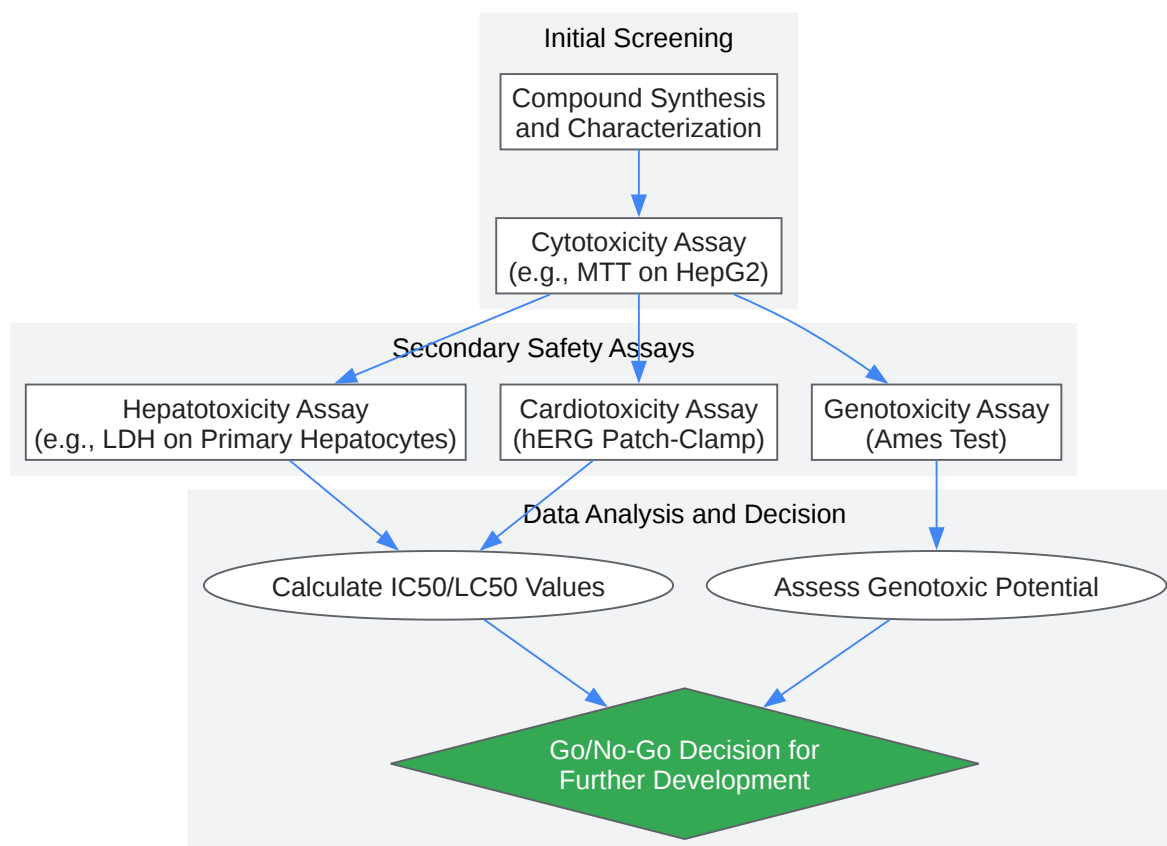 Initial Screening
Compound Synthesis
and Characterization
Cytotoxicity Assay
(e.g., MTT on HepG2)
Secondary Safety Assays
Hepatotoxicity Assay
(e.g., LDH on Primary Hepatocytes)
Cardiotoxicity Assay
(hERG Patch-Clamp)
Genotoxicity Assay
(Ames Test)
Data Analysis and Decision
Calculate IC50/LC50 Values
Assess Genotoxic Potential
Go/No-Go Decision for
Further Development